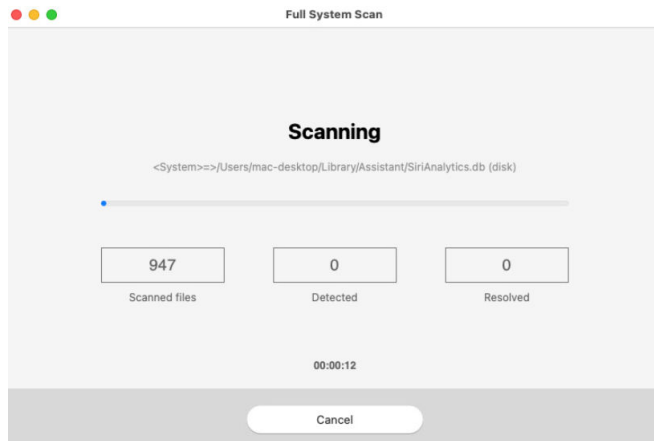 Full System Scan
Scanning
<System>=>/Users/mac-desktop/Library/Assistant/SiriAnalytics.db (disk)
947
0
0
Scanned files
Detected
Resolved
00:00:12
Cancel